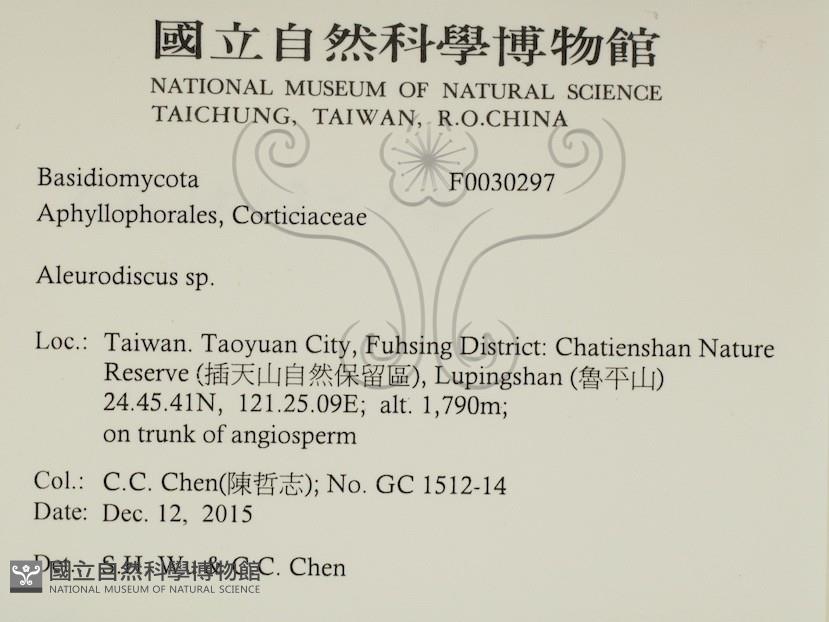 國立自然科學博物館
NATIONAL MUSEUM OF NATURAL SCIENCE
TAICHUNG, TAIWAN, R.O.CHINA
Basidiomycota F0030297
Aphyllophorales, Corticiaceae
Aleurodiscus sp.
Loc.: Taiwan. Taoyuan City, Fuhsing District: Chatienshan Nature
Reserve (插天山自然保留區), Lupingshan (魯平山)
24.45.41N, 121.25.09E; alt. 1,790m;
on trunk of angiosperm
Col.: C.C. Chen(陳哲志); No. GC 1512-14
Date: Dec. 12, 2015
Det.: S.H. Wu & C.C. Chen
國立自然科學博物館
NATIONAL MUSEUM OF NATURAL SCIENCE